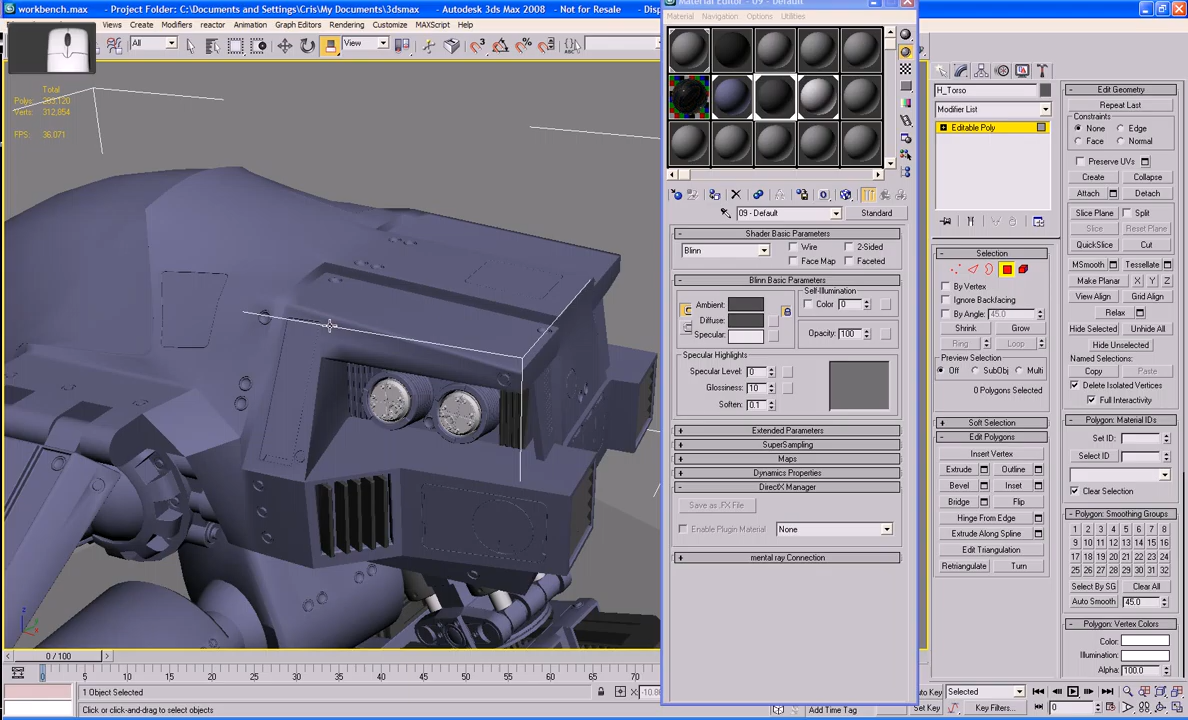 workbench.max - Project Folder: C:\Documents and Settings\Cris\My Documents\3dsmax - Autodesk 3ds Max 2008 - Not for Resale
Material Editor - 09 - Default
Views Create Modifiers reactor Animation Graph Editors Rendering Customize MAXScript Help
Material Navigation Options Utilities
All
View
Total
Polys:
Verts: 312,854
FPS: 36.071
H_Torso
Modifier List
Editable Poly
09 - Default
Standard
Shader Basic Parameters
Blinn
Wire 2-Sided
Face Map Faceted
Blinn Basic Parameters
Self-Illumination
Ambient:
Color 0
Diffuse:
Specular:
Opacity: 100
Specular Highlights
Specular Level: 0
Glossiness: 10
Soften: 0.1
Extended Parameters
SuperSampling
Maps
Dynamics Properties
DirectX Manager
Save as .FX File
Enable Plugin Material None
mental ray Connection
Selection
By Vertex
Ignore Backfacing
By Angle: 45.0
Shrink Grow
Ring Loop
Preview Selection
Off SubObj Multi
0 Polygons Selected
Soft Selection
Edit Polygons
Insert Vertex
Extrude Outline
Bevel Inset
Bridge Flip
Hinge From Edge
Extrude Along Spline
Edit Triangulation
Retriangulate Turn
Edit Geometry
Repeat Last
Constraints
None Edge
Face Normal
Preserve UVs
Create Collapse
Attach Detach
Slice Plane Split
Slice Reset Plane
QuickSlice Cut
MSmooth Tessellate
Make Planar X Y Z
View Align Grid Align
Relax
Hide Selected Unhide All
Hide Unselected
Named Selections:
Copy Paste
Delete Isolated Vertices
Full Interactivity
Polygon: Material IDs
Set ID:
Select ID
Clear Selection
Polygon: Smoothing Groups
1 2 3 4 5 6 7 8
9 10 11 12 13 14 15 16
17 18 19 20 21 22 23 24
25 26 27 28 29 30 31 32
Select By SG Clear All
Auto Smooth 45.0
Polygon: Vertex Colors
Color:
Illumination:
Alpha: 100.0
z
x
0 / 100
0 5 10 15 20 25 30 35 40 45 50 55 60 65 70
1 Object Selected
X:
Click or click-and-drag to select objects
Add Time Tag
Auto Key Selected
Set Key Key Filters...
0